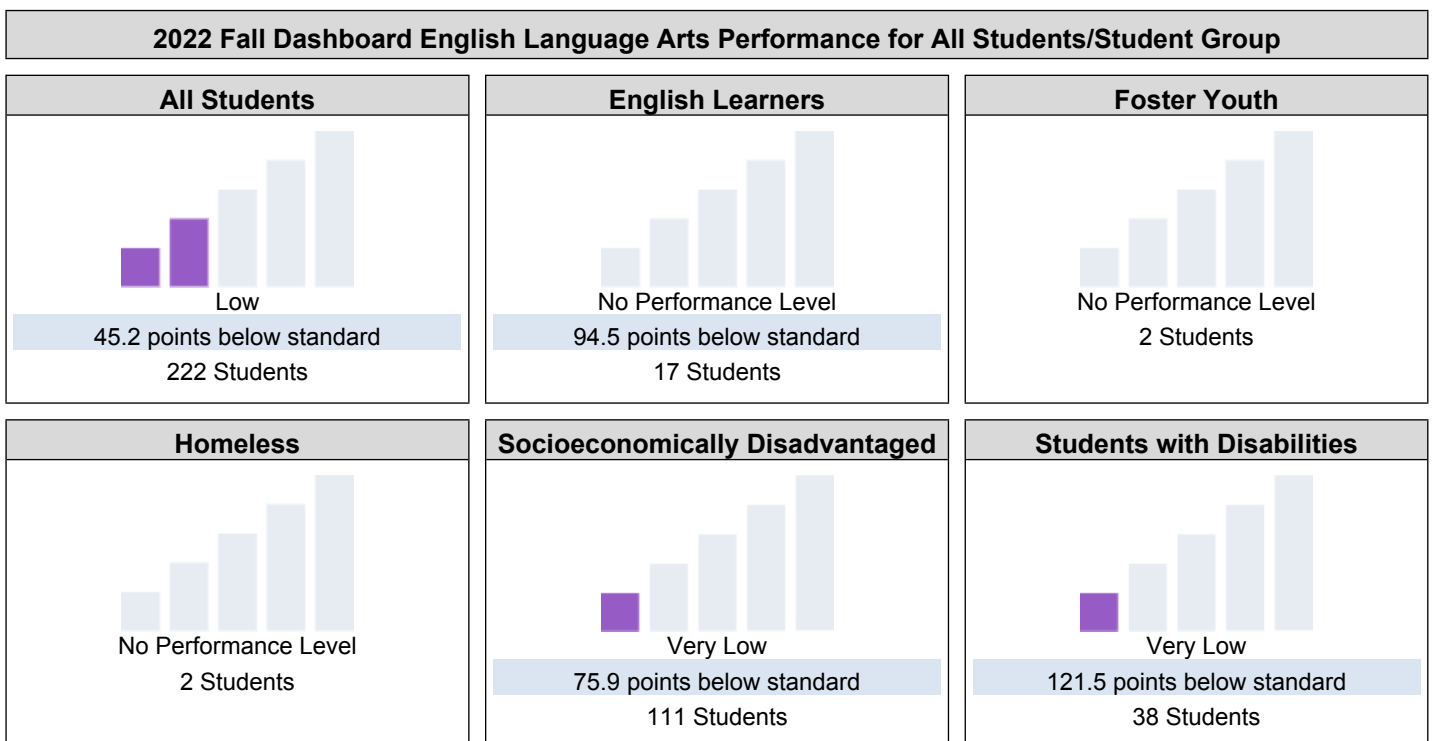 2022 Fall Dashboard English Language Arts Performance for All Students/Student Group
All Students
Low
45.2 points below standard
222 Students
English Learners
No Performance Level
94.5 points below standard
17 Students
Foster Youth
No Performance Level
2 Students
Homeless
No Performance Level
2 Students
Socioeconomically Disadvantaged
Very Low
75.9 points below standard
111 Students
Students with Disabilities
Very Low
121.5 points below standard
38 Students